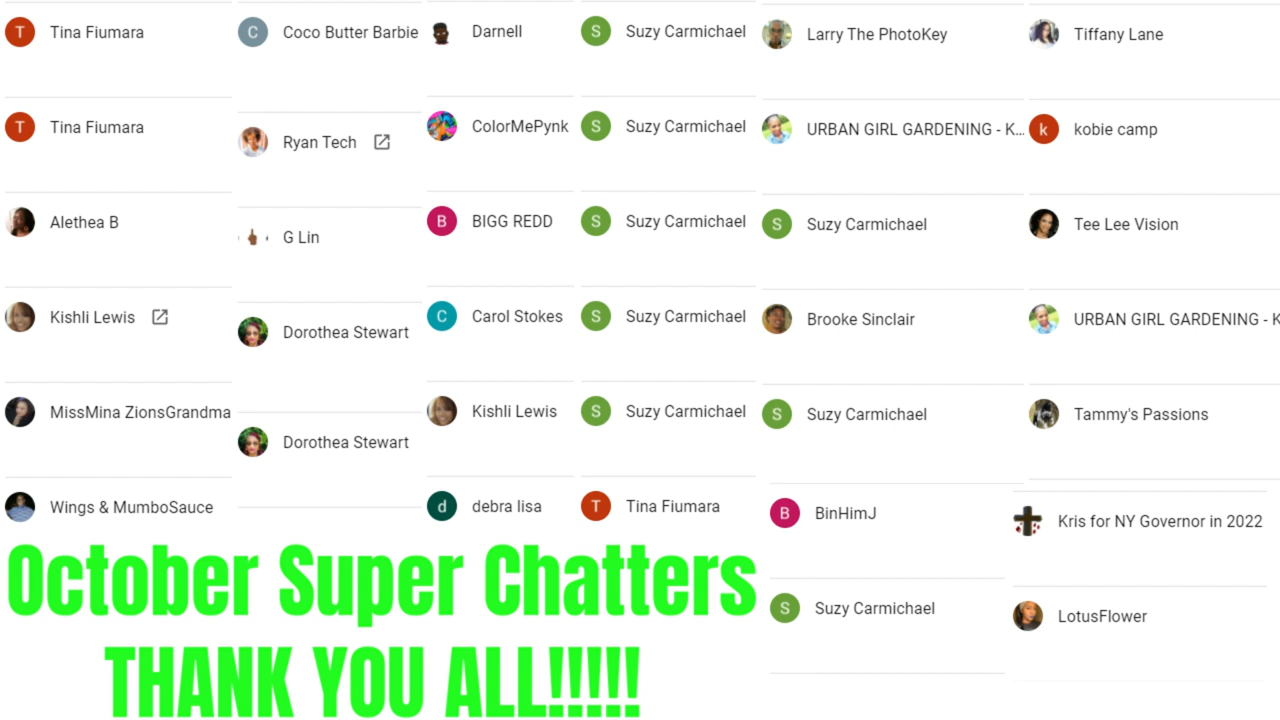 T Tina Fiumara
T Tina Fiumara
Alethea B
Kishli Lewis
MissMina ZionsGrandma
Wings & MumboSauce
C Coco Butter Barbie
Ryan Tech
G Lin
Dorothea Stewart
Dorothea Stewart
Darnell
ColorMePynk
B BIGG REDD
C Carol Stokes
Kishli Lewis
d debra lisa
S Suzy Carmichael
S Suzy Carmichael
S Suzy Carmichael
S Suzy Carmichael
S Suzy Carmichael
T Tina Fiumara
Larry The PhotoKey
URBAN GIRL GARDENING - K...
S Suzy Carmichael
Brooke Sinclair
S Suzy Carmichael
B BinHimJ
S Suzy Carmichael
Tiffany Lane
k kobie camp
Tee Lee Vision
URBAN GIRL GARDENING - K
Tammy's Passions
Kris for NY Governor in 2022
LotusFlower
October Super Chatters
THANK YOU ALL!!!!!